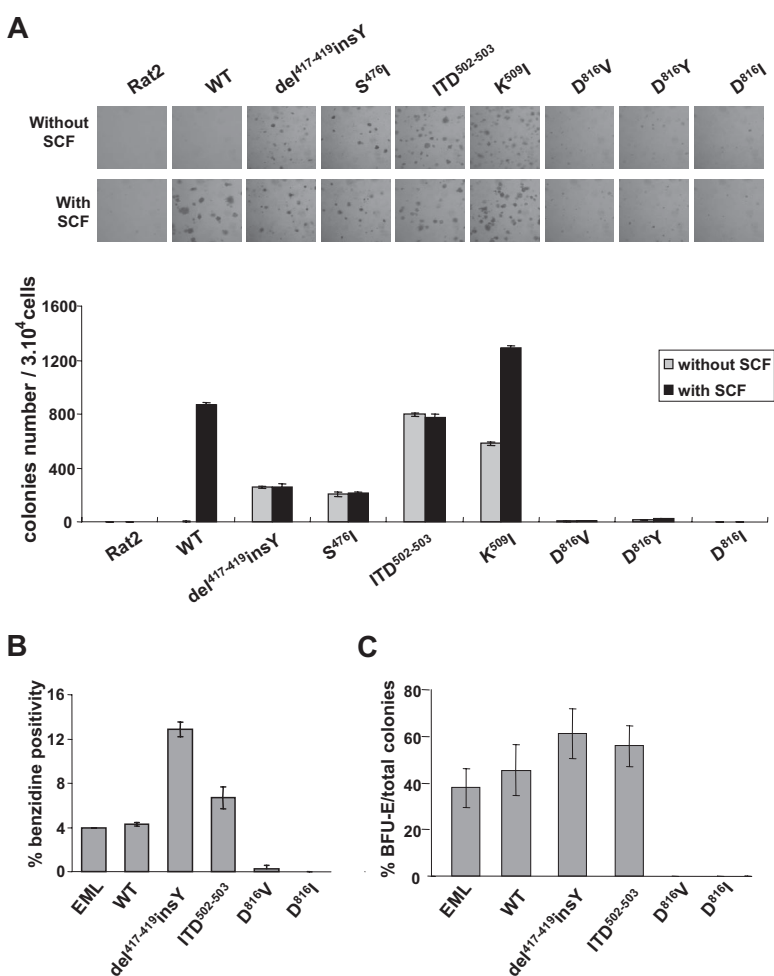 A
Rat2 WT del417-419insY S476I ITD502-503 K509I D816V D816Y D816I
Without
SCF
With
SCF
colonies number / 3.10⁴cells
1600
1200
800
400
0
without SCF
with SCF
Rat2 WT del417-419insY S476I ITD502-503 K509I D816V D816Y D816I
B
% benzidine positivity
16
12
8
4
0
EML WT del417-419insY ITD502-503 D816V D816I
C
% BFU-E/total colonies
80
60
40
20
0
EML WT del417-419insY ITD502-503 D816V D816I